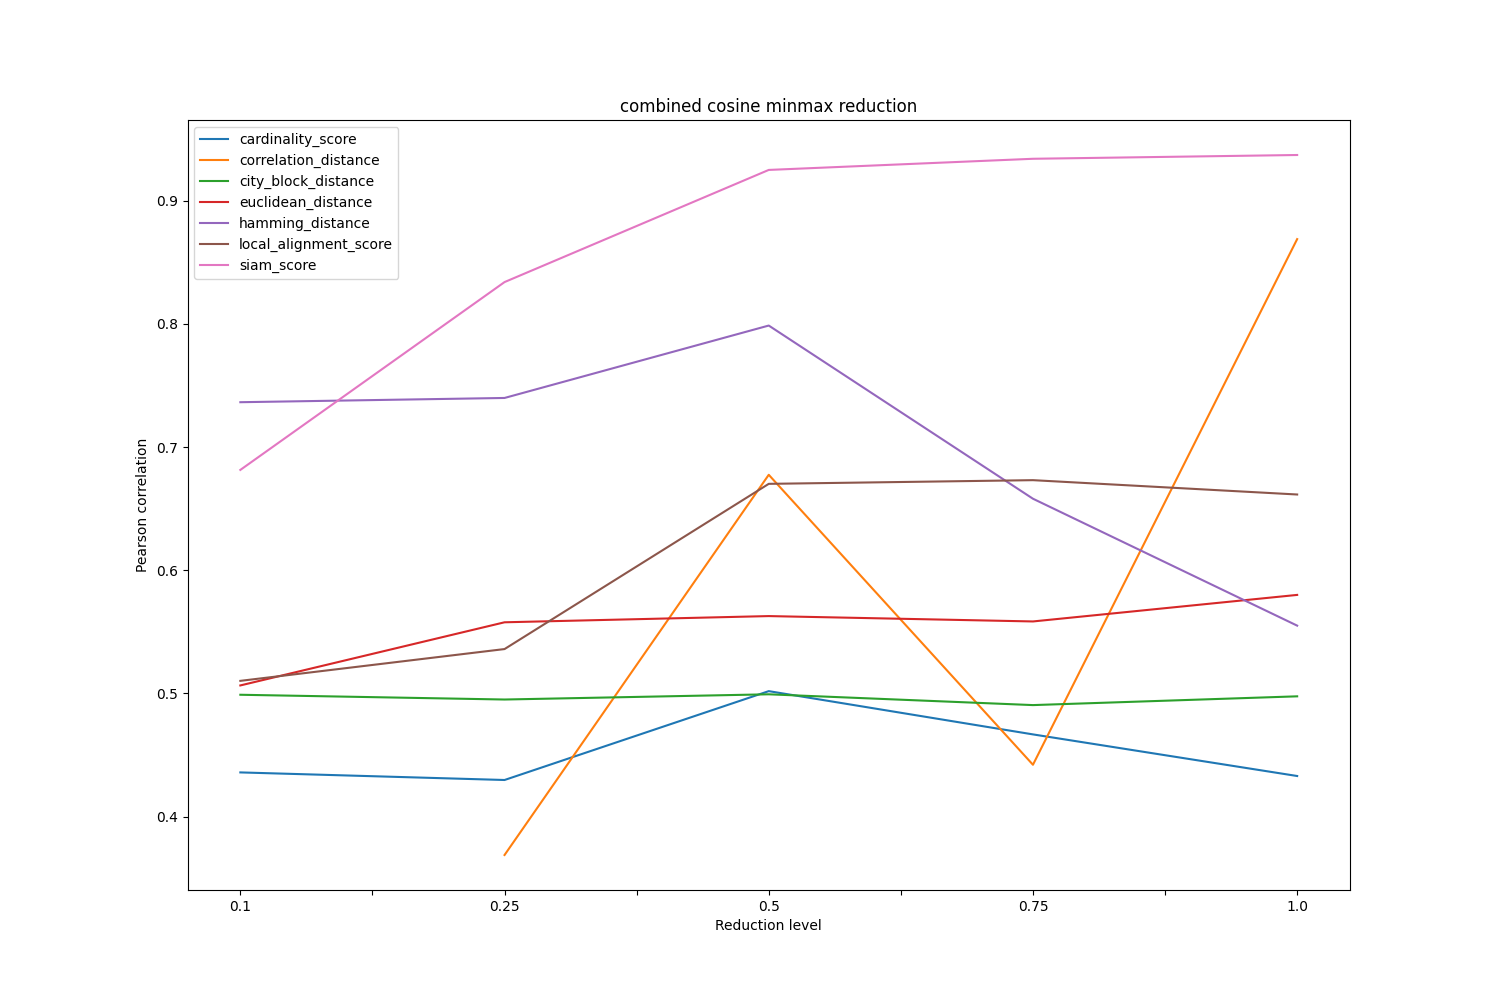 combined cosine minmax reduction
cardinality_score
correlation_distance
city_block_distance
euclidean_distance
hamming_distance
local_alignment_score
siam_score
Pearson correlation
0.9
0.8
0.7
0.6
0.5
0.4
0.1 0.25 0.5 0.75 1.0
Reduction level